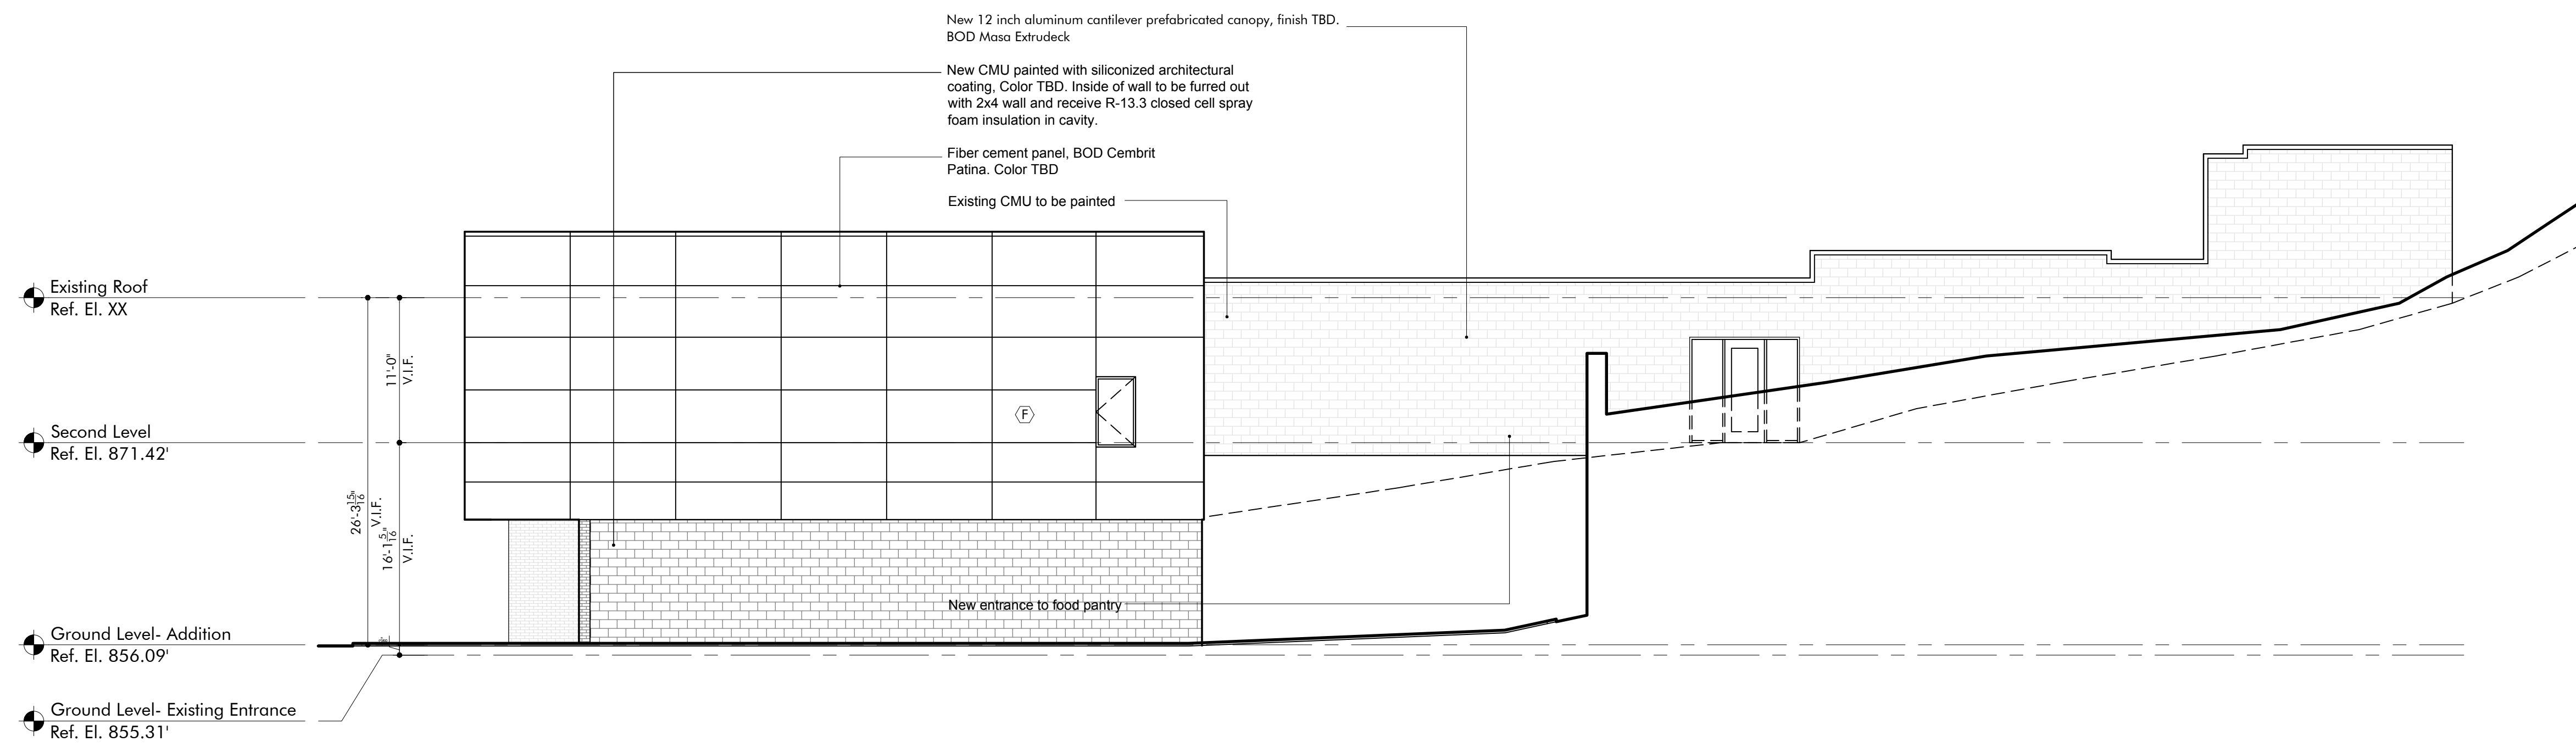 New 12 inch aluminum cantilever prefabricated canopy, finish TBD.
BOD Masa Extrudeck
New CMU painted with siliconized architectural
coating, Color TBD. Inside of wall to be furred out
with 2x4 wall and receive R-13.3 closed cell spray
foam insulation in cavity.
Fiber cement panel, BOD Cembrit
Patina. Color TBD
Existing CMU to be painted
Existing Roof
Ref. El. XX
11'-0"
V.I.F.
F
Second Level
Ref. El. 871.42'
26'-3 15/16"
V.I.F.
16'-1 5/16"
V.I.F.
New entrance to food pantry
Ground Level- Addition
Ref. El. 856.09'
Ground Level- Existing Entrance
Ref. El. 855.31'